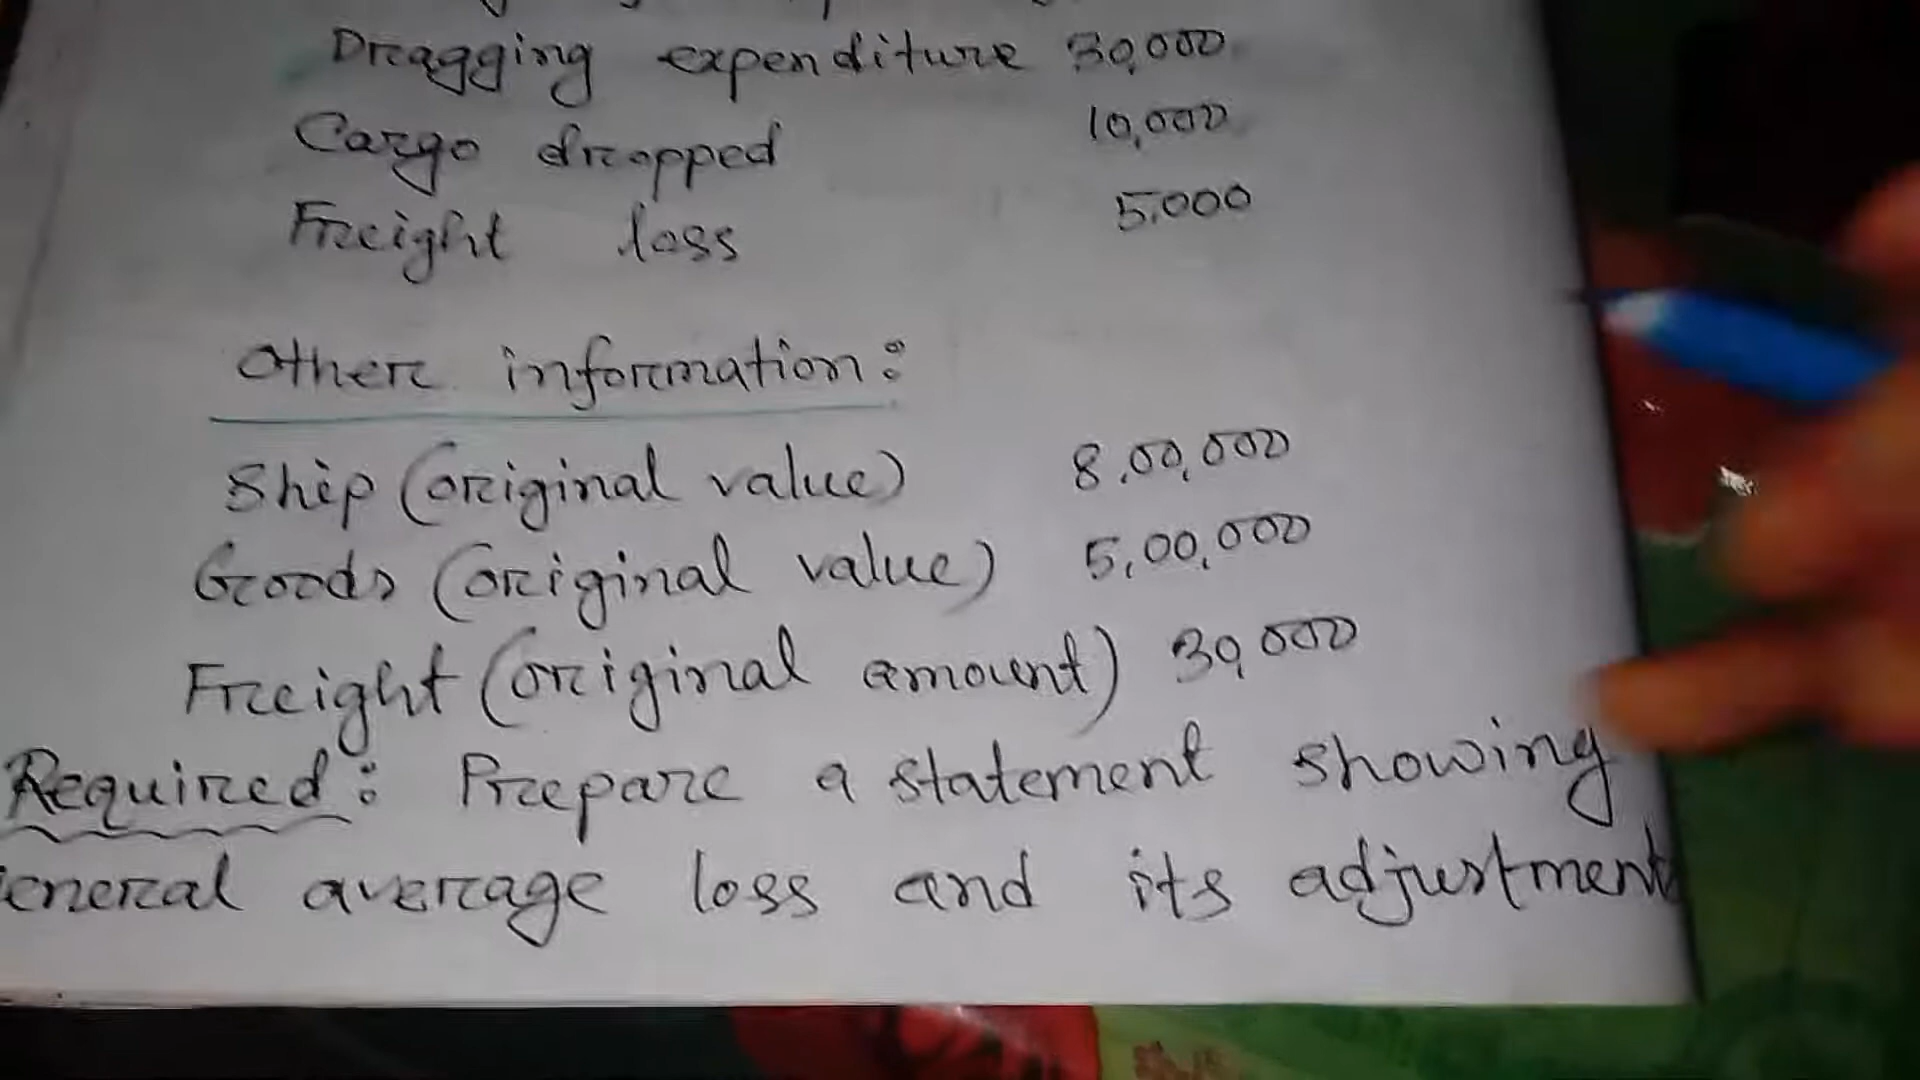 Dragging expenditure 30,000
Cargo dropped 10,000
Freight loss 5,000
Other information:
Ship (original value) 8,00,000
Goods (original value) 5,00,000
Freight (original amount) 30,000
Required: Prepare a statement showing
eneral average loss and its adjustment